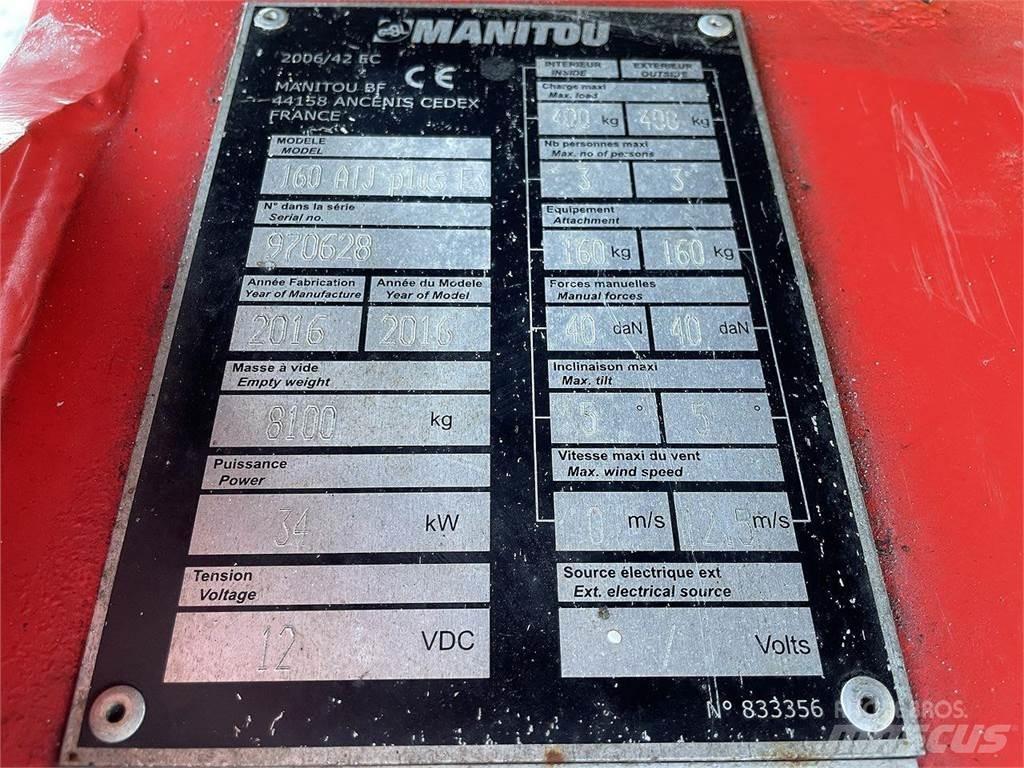 MANITOU
2006/42 EC
CE
MANITOU BF
44158 ANCENIS CEDEX
FRANCE
MODELE
MODEL
160 ATJ plus E3
N° dans la série
Serial no.
970628
Année Fabrication
Year of Manufacture
2016
Année du Modele
Year of Model
2016
Masse à vide
Empty weight
8100 kg
Puissance
Power
34 kW
Tension
Voltage
12 VDC
INTERIEUR
INSIDE
EXTERIEUR
OUTSIDE
Charge maxi
Max. load
400 kg 400 kg
Nb personnes maxi
Max. no of persons
3 3
Equipement
Attachment
160 kg 160 kg
Forces manuelles
Manual forces
40 daN 40 daN
Inclinaison maxi
Max. tilt
5 ° 5 °
Vitesse maxi du vent
Max. wind speed
0 m/s 12.5 m/s
Source électrique ext
Ext. electrical source
/ Volts
N° 833356